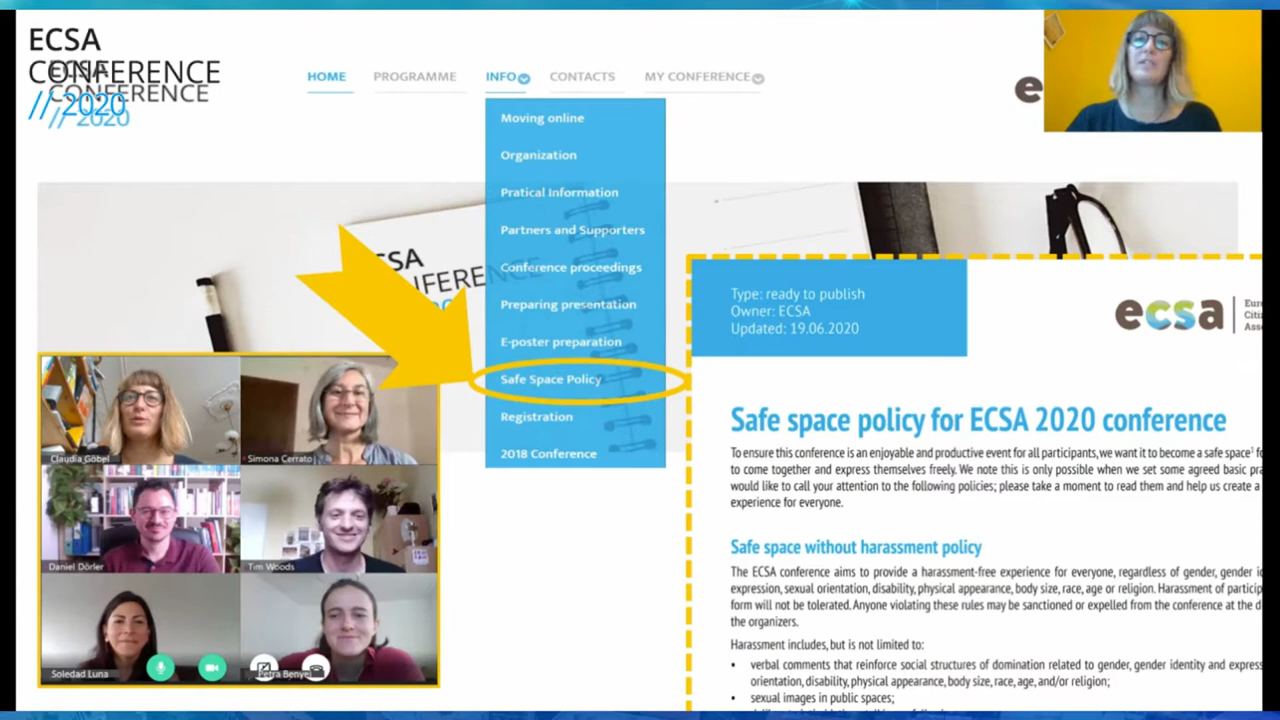 ECSA
CONFERENCE
// 2020
ECSA
CONFERENCE
// 2020
HOME
PROGRAMME
INFO
CONTACTS
MY CONFERENCE
e
Moving online
Organization
Pratical Information
Partners and Supporters
Conference proceedings
Preparing presentation
E-poster preparation
Safe Space Policy
Registration
2018 Conference
Claudia Göbel
Simona Cerrato
Daniel Dörler
Tim Woods
Soledad Luna
Petra Benyei
Type: ready to publish
Owner: ECSA
Updated: 19.06.2020
ecsa
Safe space policy for ECSA 2020 conference
To ensure this conference is an enjoyable and productive event for all participants, we want it to become a safe space¹
to come together and express themselves freely. We note this is only possible when we set some agreed basic
would like to call your attention to the following policies; please take a moment to read them and help us create a
experience for everyone.
Safe space without harassment policy
The ECSA conference aims to provide a harassment-free experience for everyone, regardless of gender, gender
expression, sexual orientation, disability, physical appearance, body size, race, age or religion. Harassment of
form will not be tolerated. Anyone violating these rules may be sanctioned or expelled from the conference at the
the organizers.
Harassment includes, but is not limited to:
• verbal comments that reinforce social structures of domination related to gender, gender identity and
orientation, disability, physical appearance, body size, race, age, and/or religion;
• sexual images in public spaces;